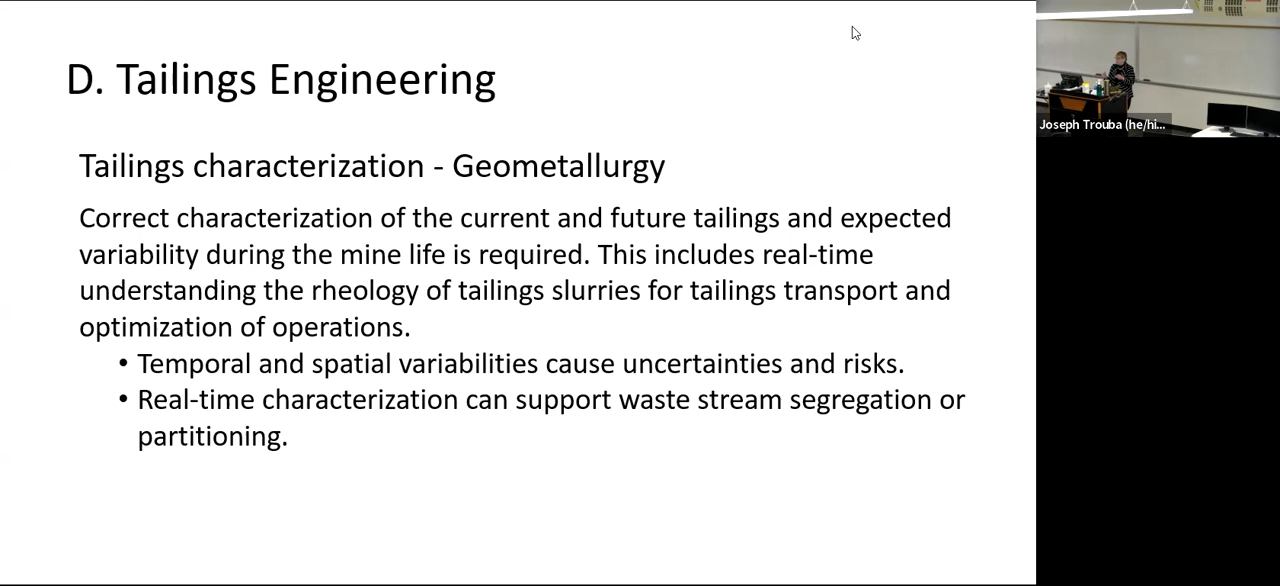 D. Tailings Engineering
Tailings characterization - Geometallurgy
Correct characterization of the current and future tailings and expected
variability during the mine life is required. This includes real-time
understanding the rheology of tailings slurries for tailings transport and
optimization of operations.
• Temporal and spatial variabilities cause uncertainties and risks.
• Real-time characterization can support waste stream segregation or
partitioning.
Joseph Trouba (he/hi...